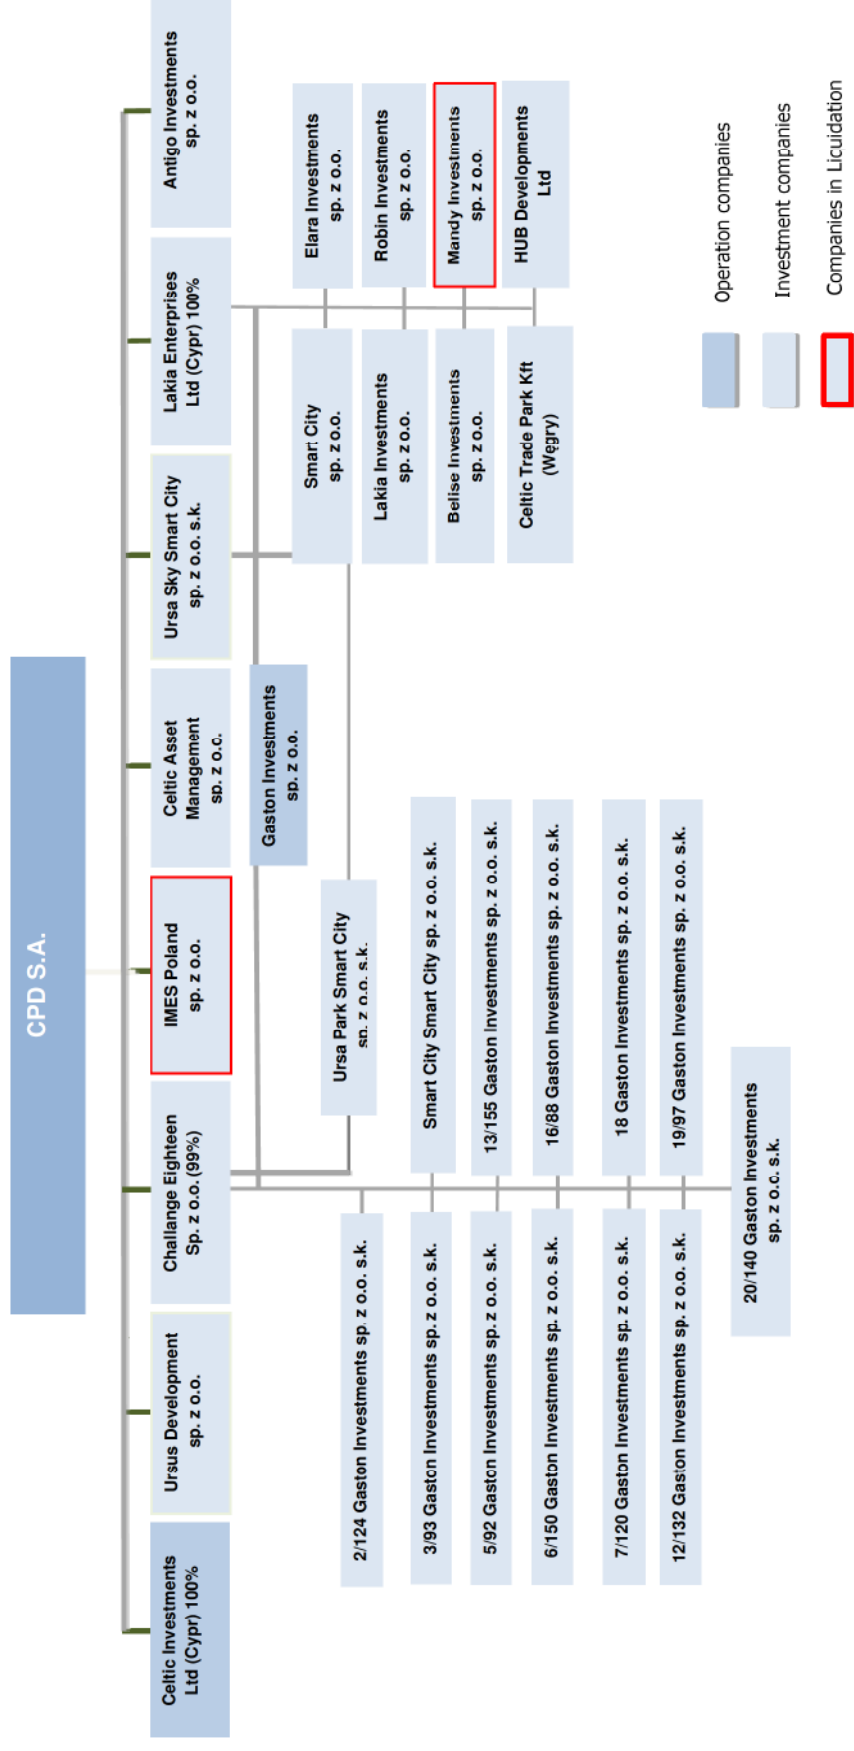 CPD S.A.
Celtic Investments
Ltd (Cypr) 100%
Ursus Development
sp. z o.o.
Challange Eighteen
Sp. z o.o. (99%)
IMES Poland
sp. z o.o.
Celtic Asset
Management
sp. z o.o.
Ursa Sky Smart City
sp. z o.o. s.k.
Lakia Enterprises
Ltd (Cypr) 100%
Antigo Investments
sp. z o.o.
Gaston Investments
sp. z o.o.
Ursa Park Smart City
sp. z o.o. s.k.
Smart City
sp. z o.o.
Elara Investments
sp. z o.o.
Lakia Investments
sp. z o.o.
Robin Investments
sp. z o.o.
Belise Investments
sp. z o.o.
Mandy Investments
sp. z o.o.
Celtic Trade Park Kft
(Węgry)
HUB Developments
Ltd
2/124 Gaston Investments sp. z o.o. s.k.
3/93 Gaston Investments sp. z o.o. s.k.
Smart City Smart City sp. z o.o. s.k.
5/92 Gaston Investments sp. z o.o. s.k.
13/155 Gaston Investments sp. z o.o. s.k.
6/150 Gaston Investments sp. z o.o. s.k.
16/88 Gaston Investments sp. z o.o. s.k.
7/120 Gaston Investments sp. z o.o. s.k.
18 Gaston Investments sp. z o.o. s.k.
12/132 Gaston Investments sp. z o.o. s.k.
19/97 Gaston Investments sp. z o.o. s.k.
20/140 Gaston Investments
sp. z o.o. s.k.
Operation companies
Investment companies
Companies in Licuidation